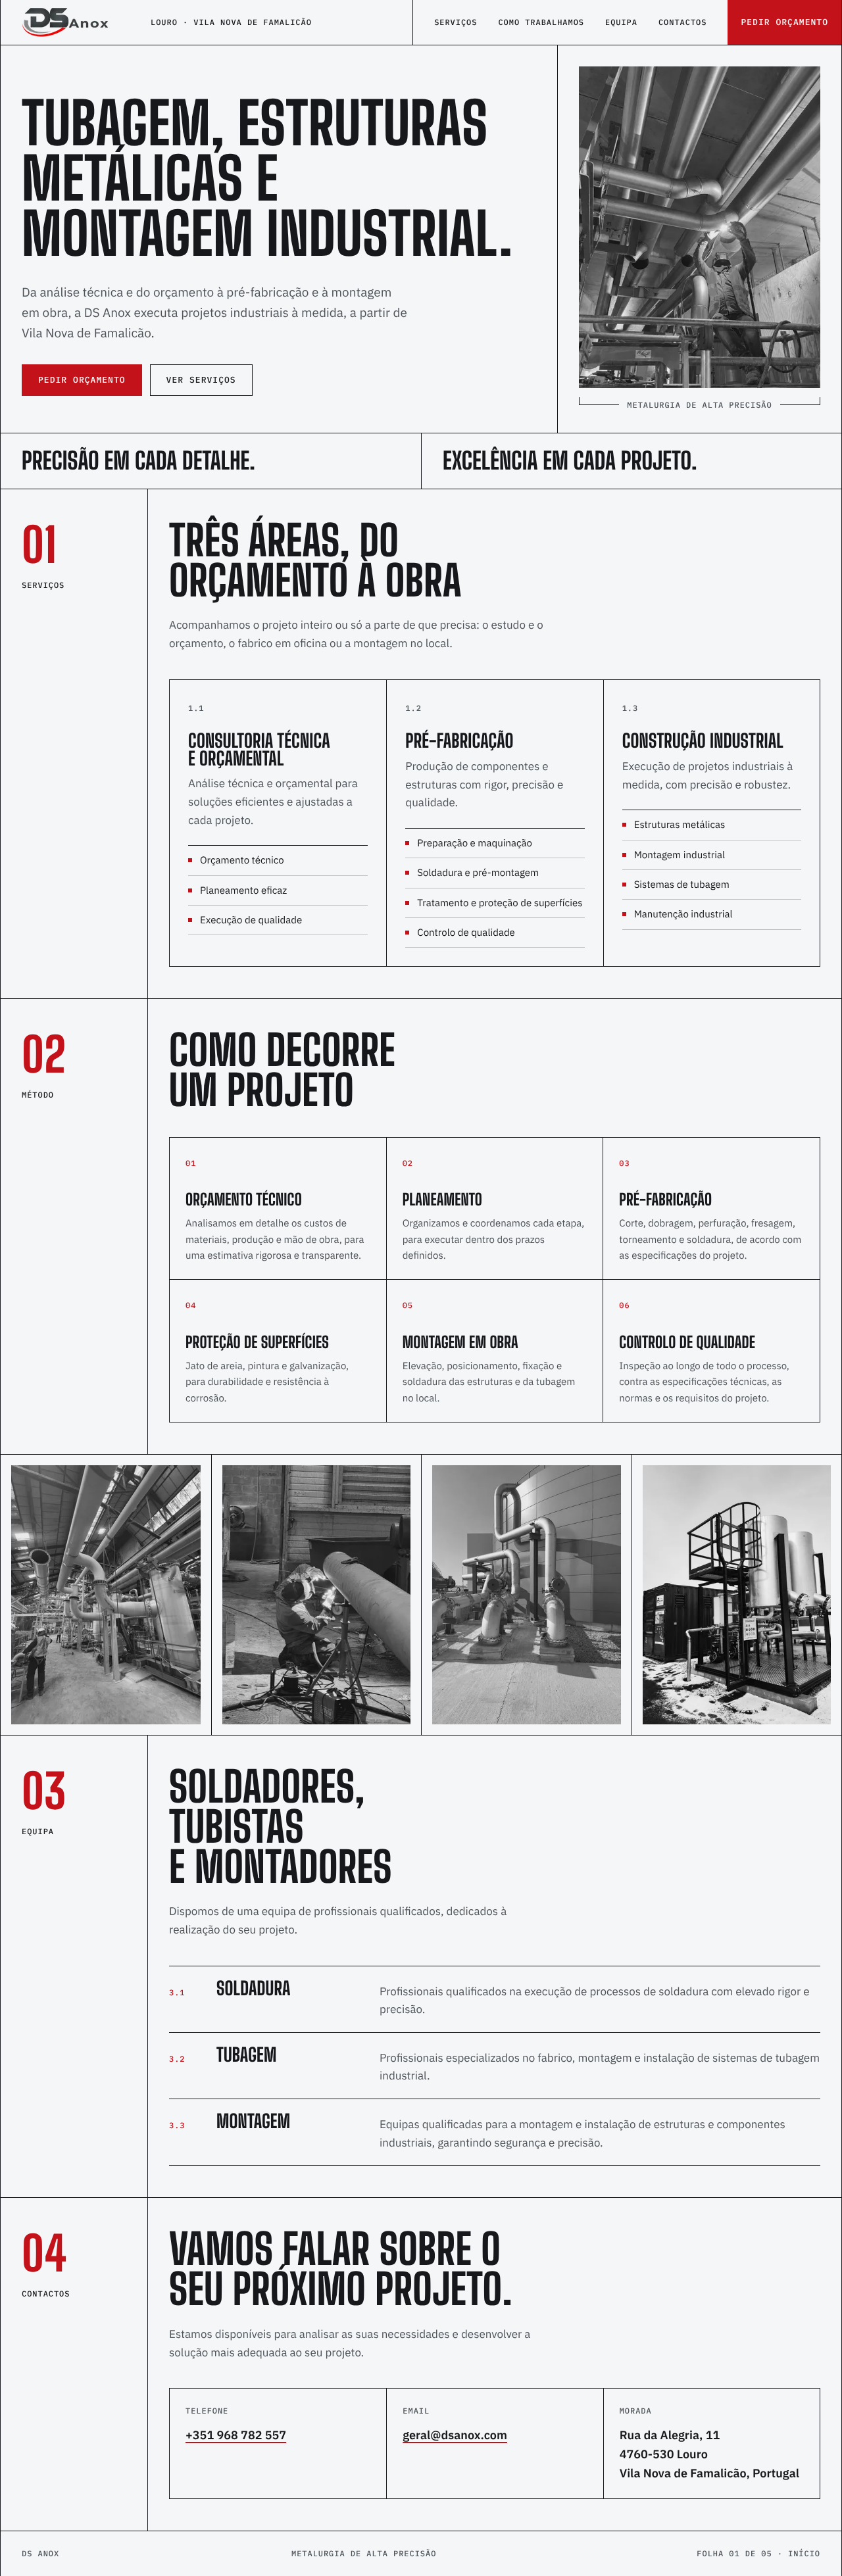 DS Anox
LOURO · VILA NOVA DE FAMALICÃO
SERVIÇOS
COMO TRABALHAMOS
EQUIPA
CONTACTOS
PEDIR ORÇAMENTO
TUBAGEM, ESTRUTURAS
METÁLICAS E
MONTAGEM INDUSTRIAL.
Da análise técnica e do orçamento à pré-fabricação e à montagem
em obra, a DS Anox executa projetos industriais à medida, a partir de
Vila Nova de Famalicão.
PEDIR ORÇAMENTO
VER SERVIÇOS
METALURGIA DE ALTA PRECISÃO
PRECISÃO EM CADA DETALHE.
EXCELÊNCIA EM CADA PROJETO.
01
SERVIÇOS
TRÊS ÁREAS, DO
ORÇAMENTO À OBRA
Acompanhamos o projeto inteiro ou só a parte de que precisa: o estudo e o
orçamento, o fabrico em oficina ou a montagem no local.
1.1
CONSULTORIA TÉCNICA
E ORÇAMENTAL
Análise técnica e orçamental para
soluções eficientes e ajustadas a
cada projeto.
Orçamento técnico
Planeamento eficaz
Execução de qualidade
1.2
PRÉ-FABRICAÇÃO
Produção de componentes e
estruturas com rigor, precisão e
qualidade.
Preparação e maquinação
Soldadura e pré-montagem
Tratamento e proteção de superfícies
Controlo de qualidade
1.3
CONSTRUÇÃO INDUSTRIAL
Execução de projetos industriais à
medida, com precisão e robustez.
Estruturas metálicas
Montagem industrial
Sistemas de tubagem
Manutenção industrial
02
MÉTODO
COMO DECORRE
UM PROJETO
01
ORÇAMENTO TÉCNICO
Analisamos em detalhe os custos de
materiais, produção e mão de obra, para
uma estimativa rigorosa e transparente.
02
PLANEAMENTO
Organizamos e coordenamos cada etapa,
para executar dentro dos prazos
definidos.
03
PRÉ-FABRICAÇÃO
Corte, dobragem, perfuração, fresagem,
torneamento e soldadura, de acordo com
as especificações do projeto.
04
PROTEÇÃO DE SUPERFÍCIES
Jato de areia, pintura e galvanização,
para durabilidade e resistência à
corrosão.
05
MONTAGEM EM OBRA
Elevação, posicionamento, fixação e
soldadura das estruturas e da tubagem
no local.
06
CONTROLO DE QUALIDADE
Inspeção ao longo de todo o processo,
contra as especificações técnicas, as
normas e os requisitos do projeto.
03
EQUIPA
SOLDADORES,
TUBISTAS
E MONTADORES
Dispomos de uma equipa de profissionais qualificados, dedicados à
realização do seu projeto.
3.1
SOLDADURA
Profissionais qualificados na execução de processos de soldadura com elevado rigor e
precisão.
3.2
TUBAGEM
Profissionais especializados no fabrico, montagem e instalação de sistemas de tubagem
industrial.
3.3
MONTAGEM
Equipas qualificadas para a montagem e instalação de estruturas e componentes
industriais, garantindo segurança e precisão.
04
CONTACTOS
VAMOS FALAR SOBRE O
SEU PRÓXIMO PROJETO.
Estamos disponíveis para analisar as suas necessidades e desenvolver a
solução mais adequada ao seu projeto.
TELEFONE
+351 968 782 557
EMAIL
geral@dsanox.com
MORADA
Rua da Alegria, 11
4760-530 Louro
Vila Nova de Famalicão, Portugal
DS ANOX
METALURGIA DE ALTA PRECISÃO
FOLHA 01 DE 05 · INÍCIO